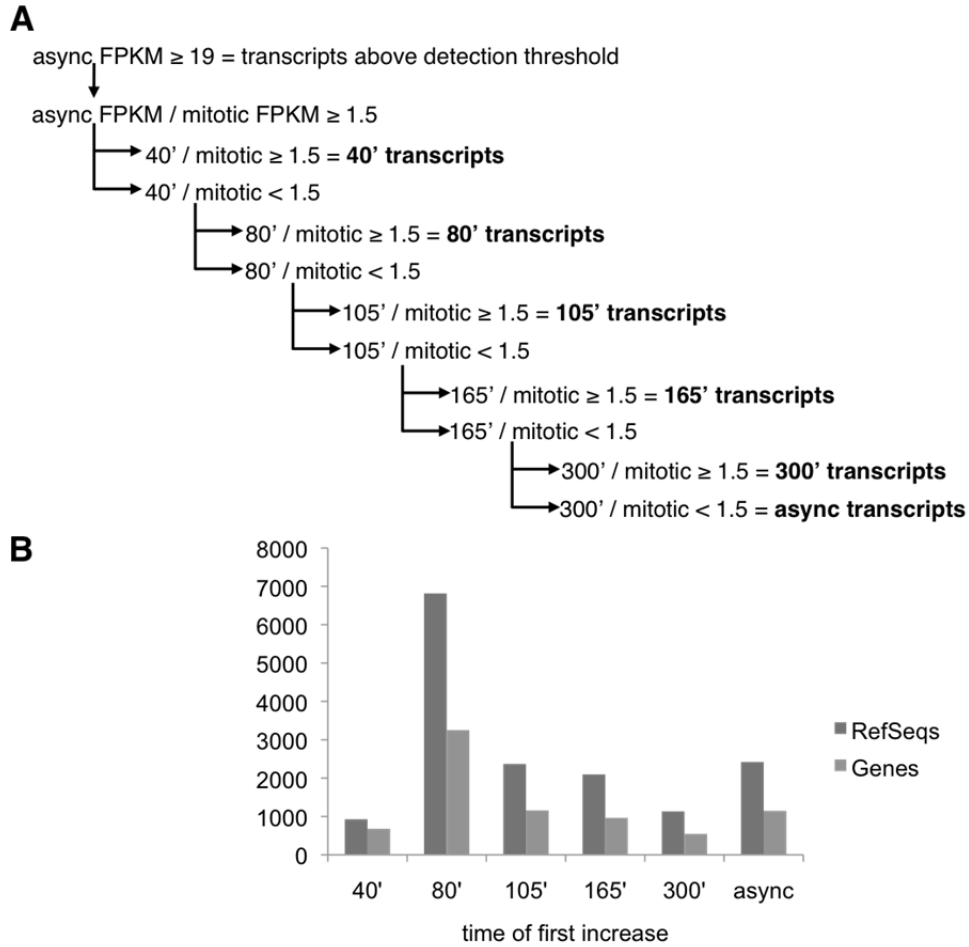 A
async FPKM ≥ 19 = transcripts above detection threshold
async FPKM / mitotic FPKM ≥ 1.5
40' / mitotic ≥ 1.5 = 40' transcripts
40' / mitotic < 1.5
80' / mitotic ≥ 1.5 = 80' transcripts
80' / mitotic < 1.5
105' / mitotic ≥ 1.5 = 105' transcripts
105' / mitotic < 1.5
165' / mitotic ≥ 1.5 = 165' transcripts
165' / mitotic < 1.5
300' / mitotic ≥ 1.5 = 300' transcripts
300' / mitotic < 1.5 = async transcripts
B
8000
7000
6000
5000
4000
3000
2000
1000
0
40' 80' 105' 165' 300' async
time of first increase
RefSeqs
Genes